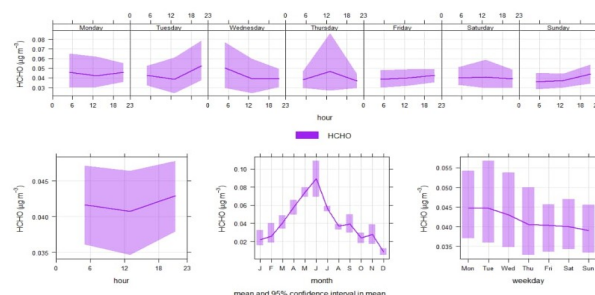 0 6 12 18 23 0 6 12 18 23 0 6 12 18 23
Monday Tuesday Wednesday Thursday Friday Saturday Sunday
HCHO (µg m⁻³)
0.08
0.07
0.06
0.05
0.04
0.03
0 6 12 18 23 0 6 12 18 23 0 6 12 18 23 0 6 12 18 23
hour
HCHO
HCHO (µg m⁻³)
0.045
0.040
0.035
0 6 12 18 23
hour
HCHO (µg m⁻³)
0.10
0.08
0.06
0.04
0.02
J F M A M J J A S O N D
month
mean and 95% confidence interval in mean
HCHO (µg m⁻³)
0.055
0.050
0.045
0.040
0.035
Mon Tue Wed Thu Fri Sat Sun
weekday